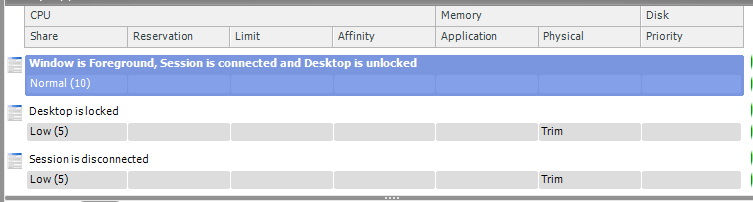 CPU Memory Disk
Share Reservation Limit Affinity Application Physical Priority
Window is Foreground, Session is connected and Desktop is unlocked
Normal (10)
Desktop is locked
Low (5) Trim
Session is disconnected
Low (5) Trim